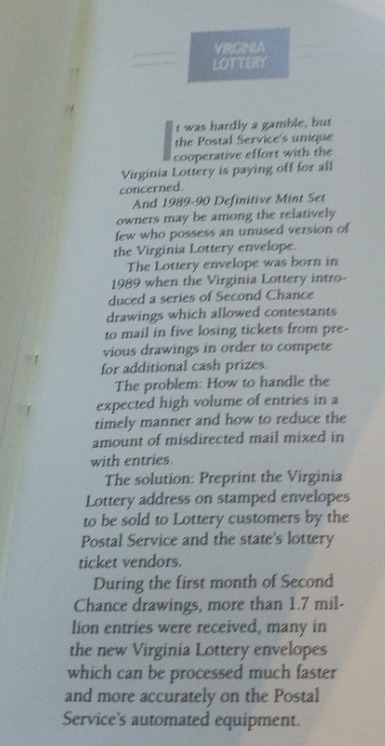 VIRGINIA
LOTTERY
It was hardly a gamble, but
the Postal Service's unique
cooperative effort with the
Virginia Lottery is paying off for all
concerned.
And 1989-90 Definitive Mint Set
owners may be among the relatively
few who possess an unused version of
the Virginia Lottery envelope.
The Lottery envelope was born in
1989 when the Virginia Lottery intro-
duced a series of Second Chance
drawings which allowed contestants
to mail in five losing tickets from pre-
vious drawings in order to compete
for additional cash prizes.
The problem: How to handle the
expected high volume of entries in a
timely manner and how to reduce the
amount of misdirected mail mixed in
with entries.
The solution: Preprint the Virginia
Lottery address on stamped envelopes
to be sold to Lottery customers by the
Postal Service and the state's lottery
ticket vendors.
During the first month of Second
Chance drawings, more than 1.7 mil-
lion entries were received, many in
the new Virginia Lottery envelopes
which can be processed much faster
and more accurately on the Postal
Service's automated equipment.